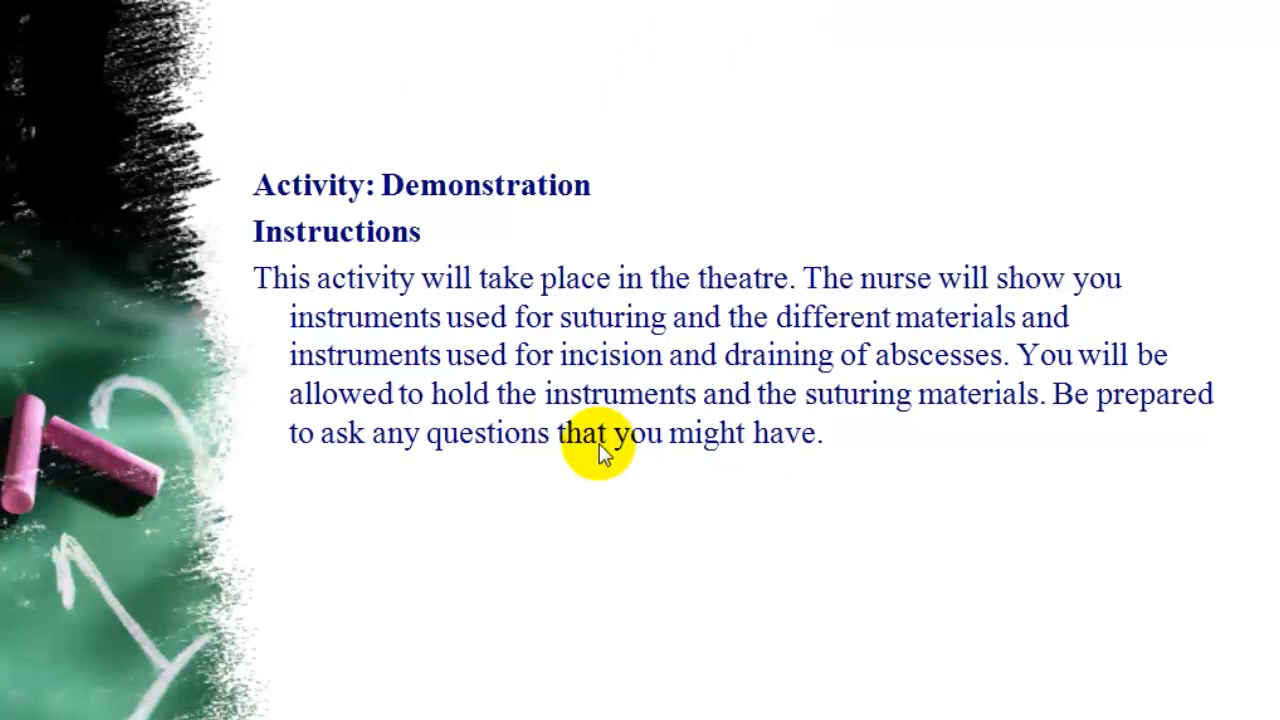 Activity: Demonstration
Instructions
This activity will take place in the theatre. The nurse will show you
instruments used for suturing and the different materials and
instruments used for incision and draining of abscesses. You will be
allowed to hold the instruments and the suturing materials. Be prepared
to ask any questions that you might have.